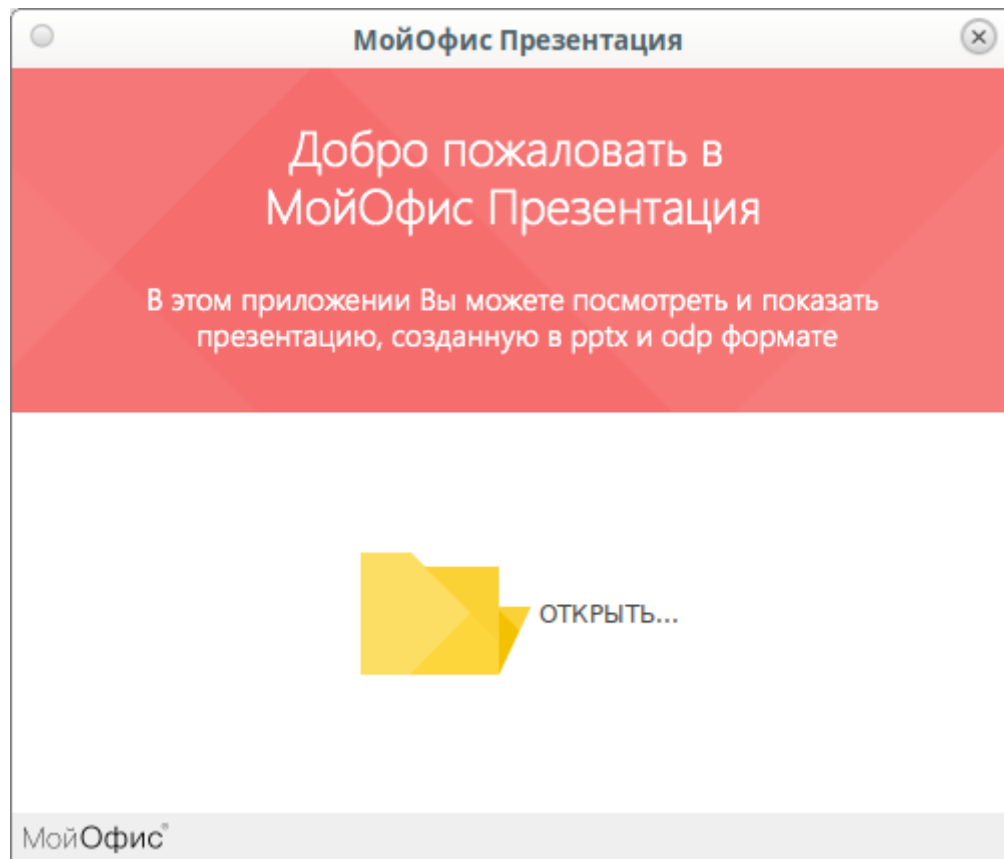 МойОфис Презентация
Добро пожаловать в
МойОфис Презентация
В этом приложении Вы можете посмотреть и показать
презентацию, созданную в pptx и odp формате
ОТКРЫТЬ...
МойОфис®